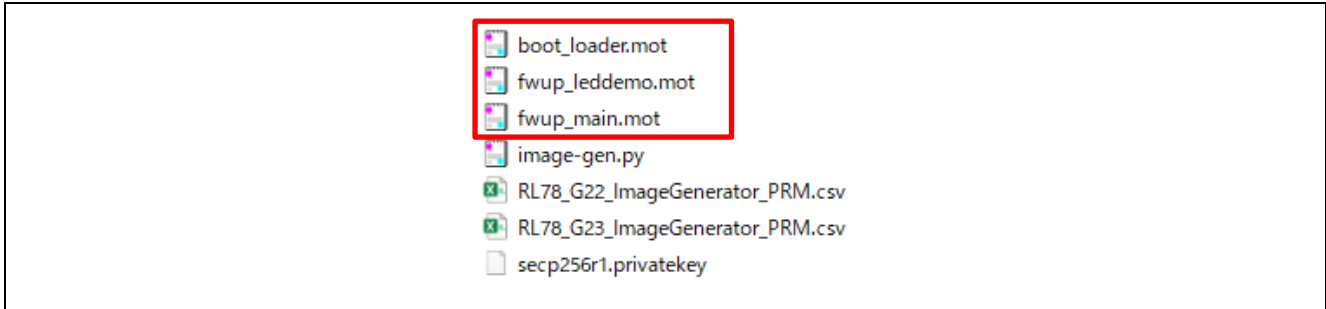 boot_loader.mot
fwup_leddemo.mot
fwup_main.mot
image-gen.py
RL78_G22_ImageGenerator_PRM.csv
RL78_G23_ImageGenerator_PRM.csv
secp256r1.privatekey